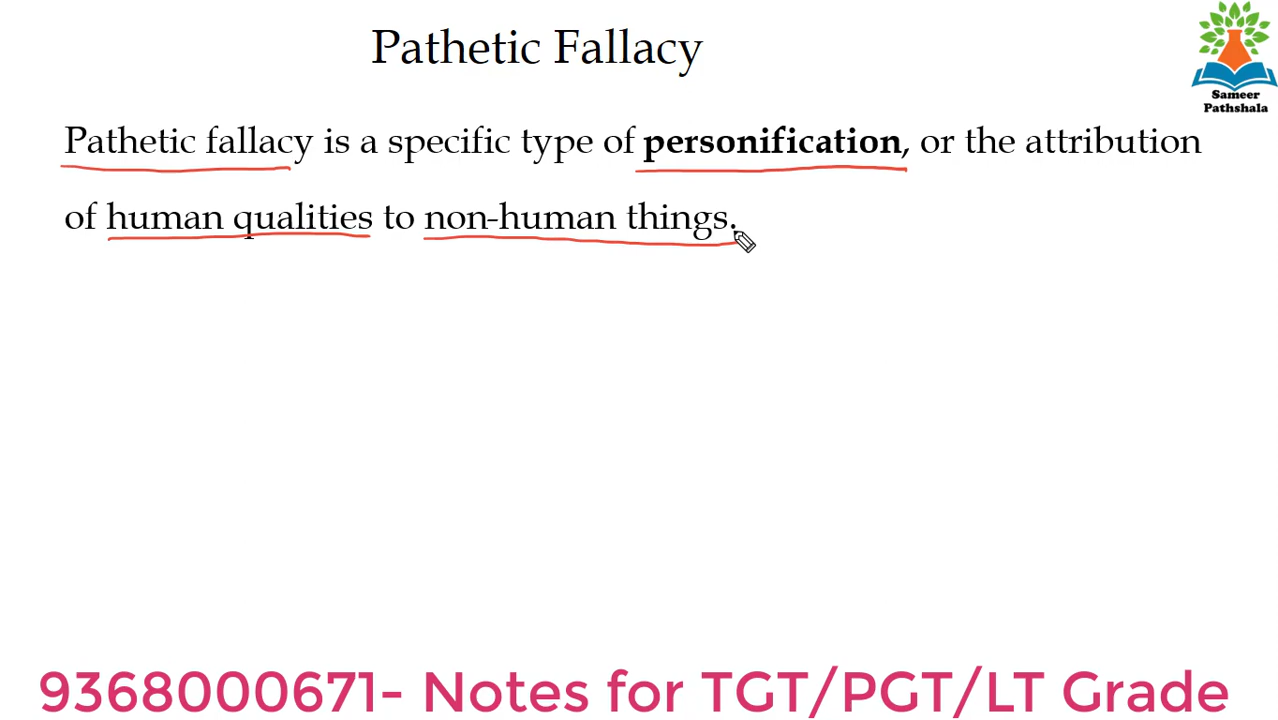 Pathetic Fallacy
Sameer
Pathshala
Pathetic fallacy is a specific type of personification, or the attribution
of human qualities to non-human things.
9368000671- Notes for TGT/PGT/LT Grade